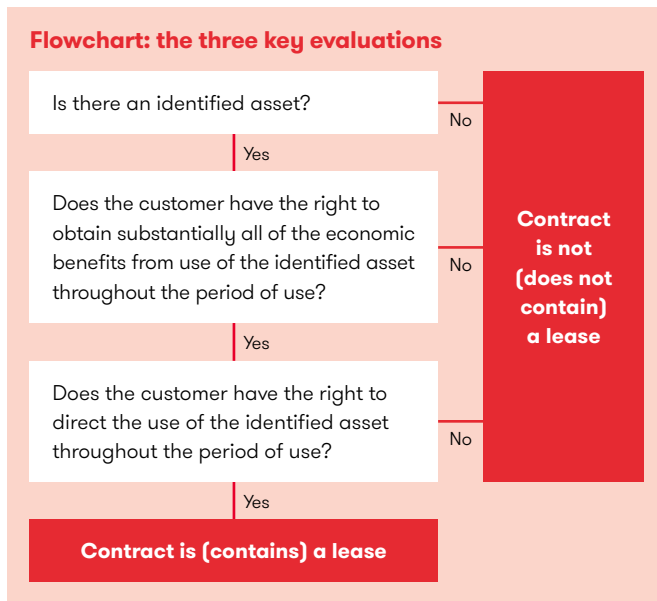 Flowchart: the three key evaluations
Is there an identified asset?
No
Yes
Does the customer have the right to
obtain substantially all of the economic
benefits from use of the identified asset
throughout the period of use?
No
Yes
Does the customer have the right to
direct the use of the identified asset
throughout the period of use?
No
Yes
Contract is (contains) a lease
Contract
is not
(does not
contain)
a lease